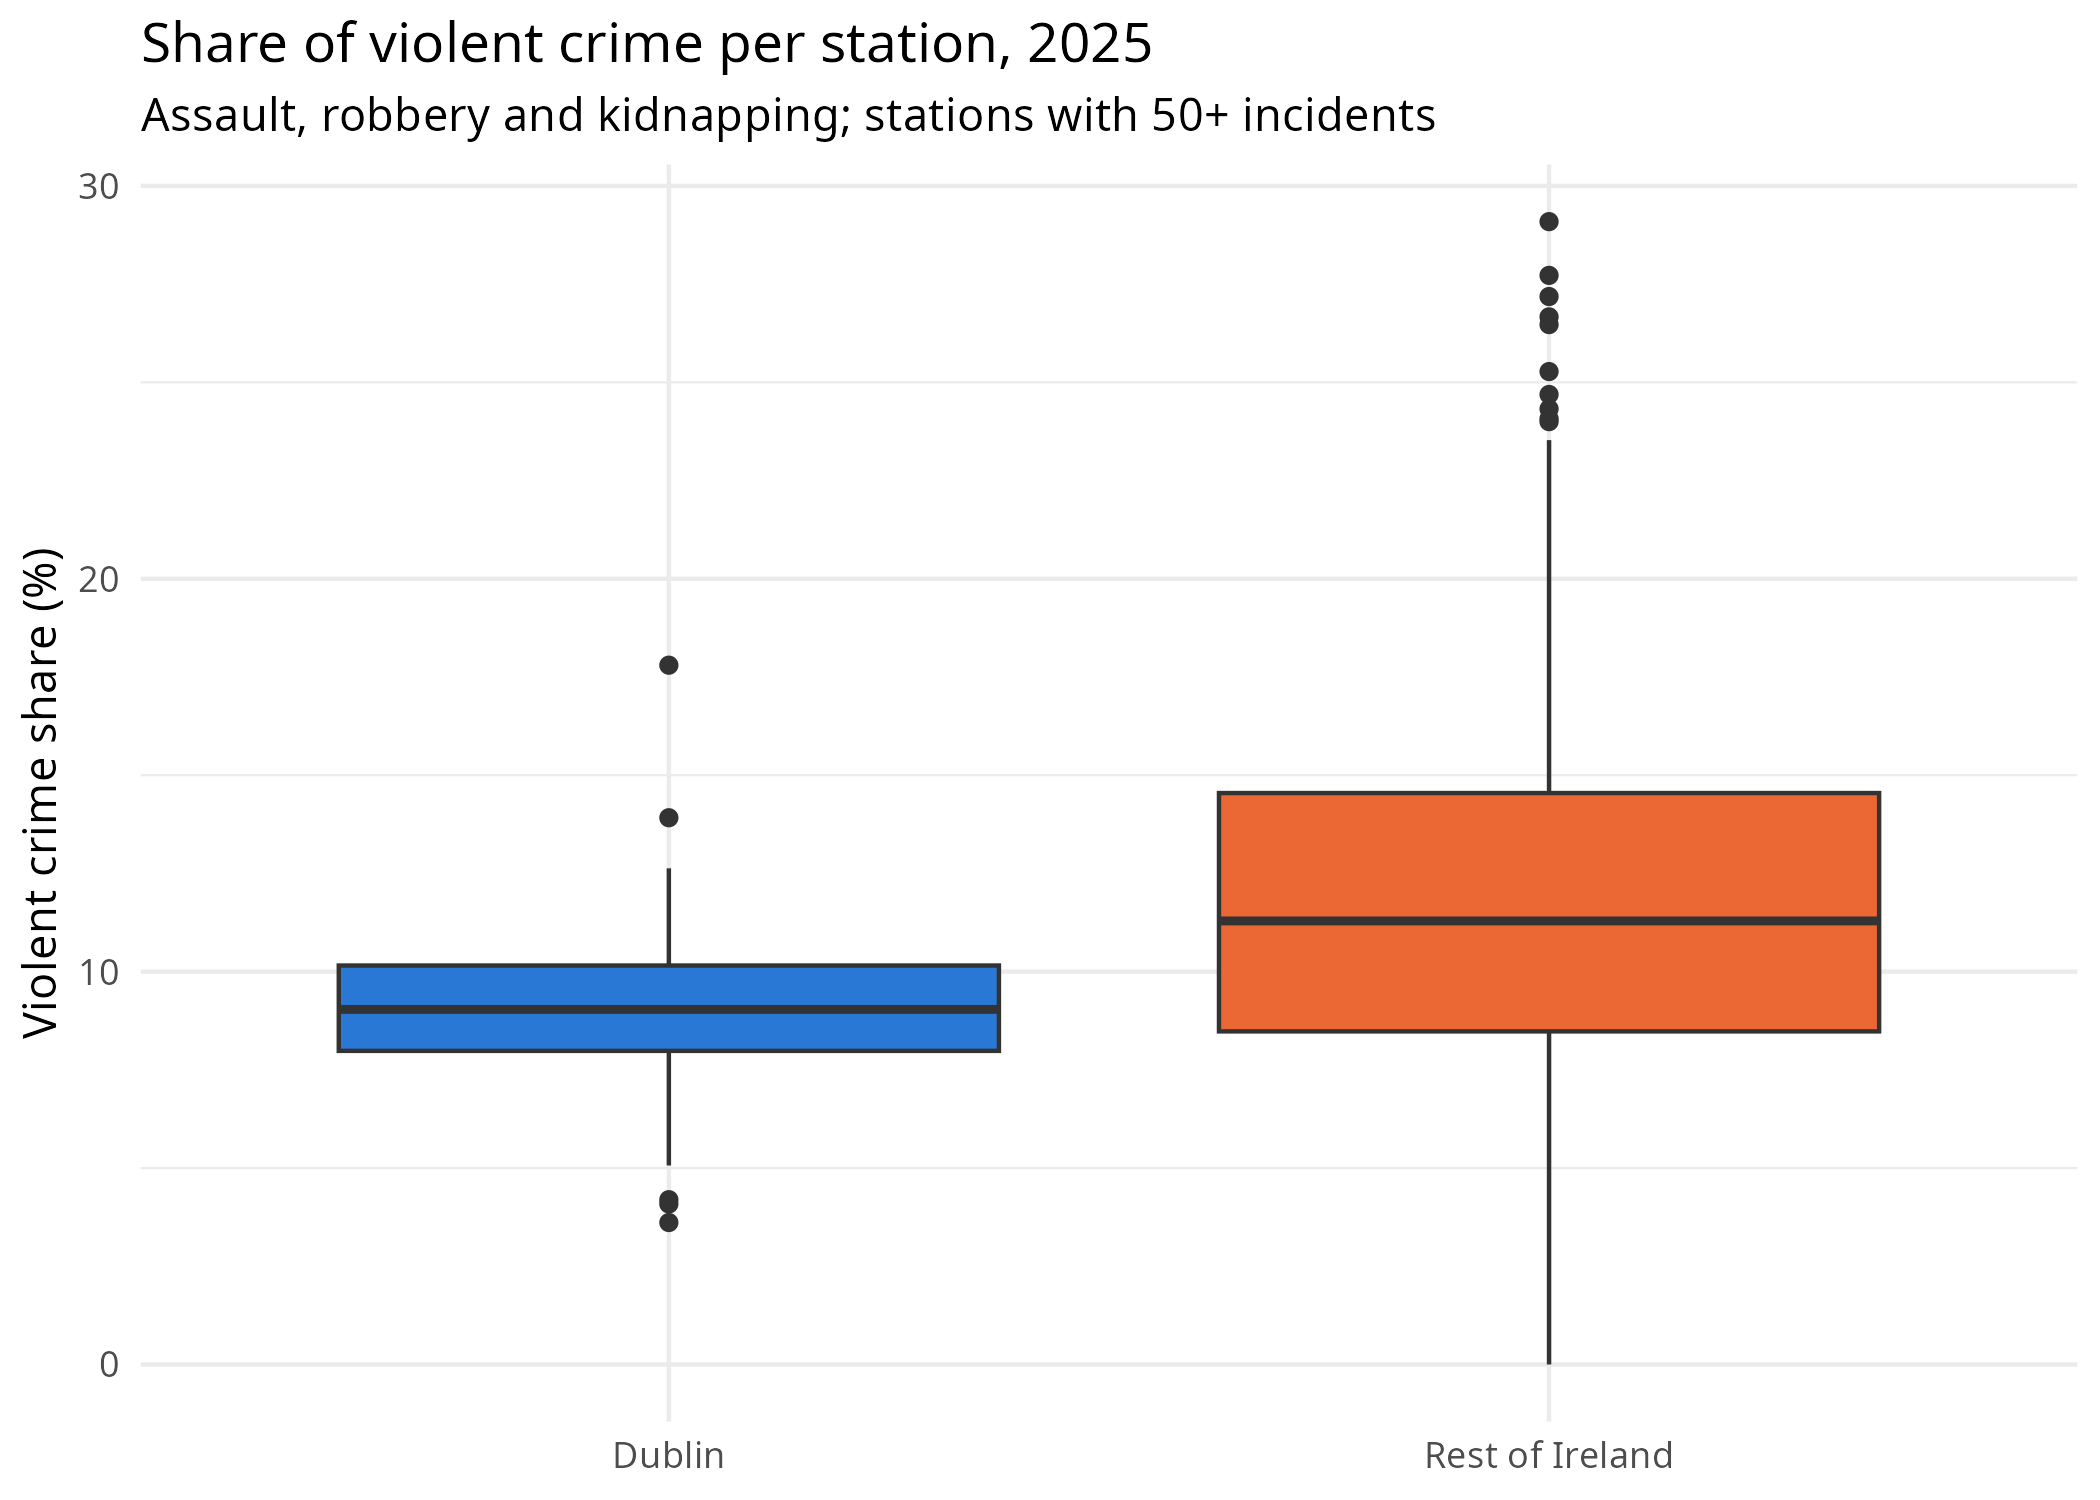 Share of violent crime per station, 2025
Assault, robbery and kidnapping; stations with 50+ incidents
Violent crime share (%)
30
20
10
0
Dublin
Rest of Ireland